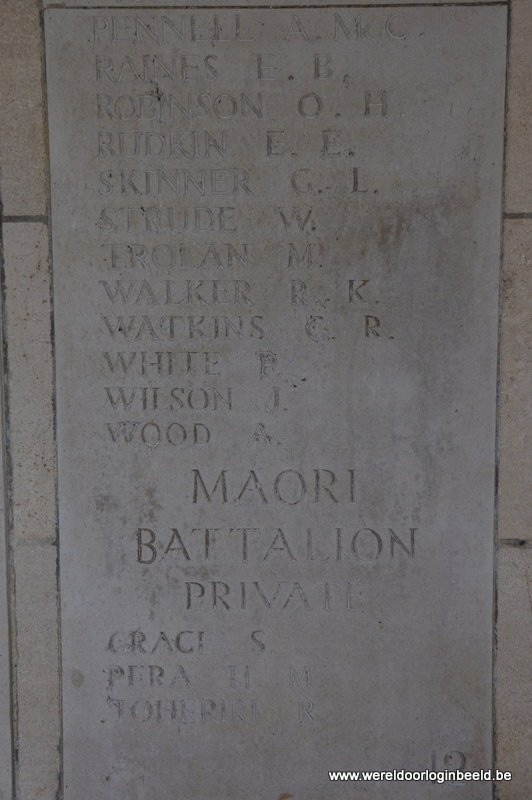 PENNELL A. McC.
RAINES E. B.
ROBINSON O. H.
RUDKIN E. E.
SKINNER G. L.
STRUDE W.
TROLAN M.
WALKER R. K.
WATKINS C. R.
WHITE P.
WILSON J.
WOOD A.
MAORI
BATTALION
PRIVATE
GRACE S
PERA H M
TOHERIRI R
12
www.wereldoorloginbeeld.be